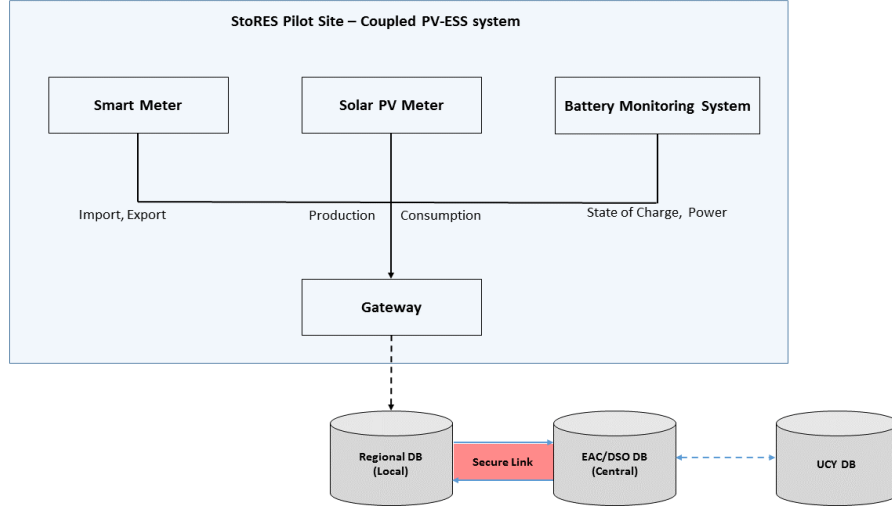 StoRES Pilot Site – Coupled PV-ESS system
Smart Meter
Solar PV Meter
Battery Monitoring System
Import, Export
Production
Consumption
State of Charge, Power
Gateway
Regional DB
(Local)
Secure Link
EAC/DSO DB
(Central)
UCY DB